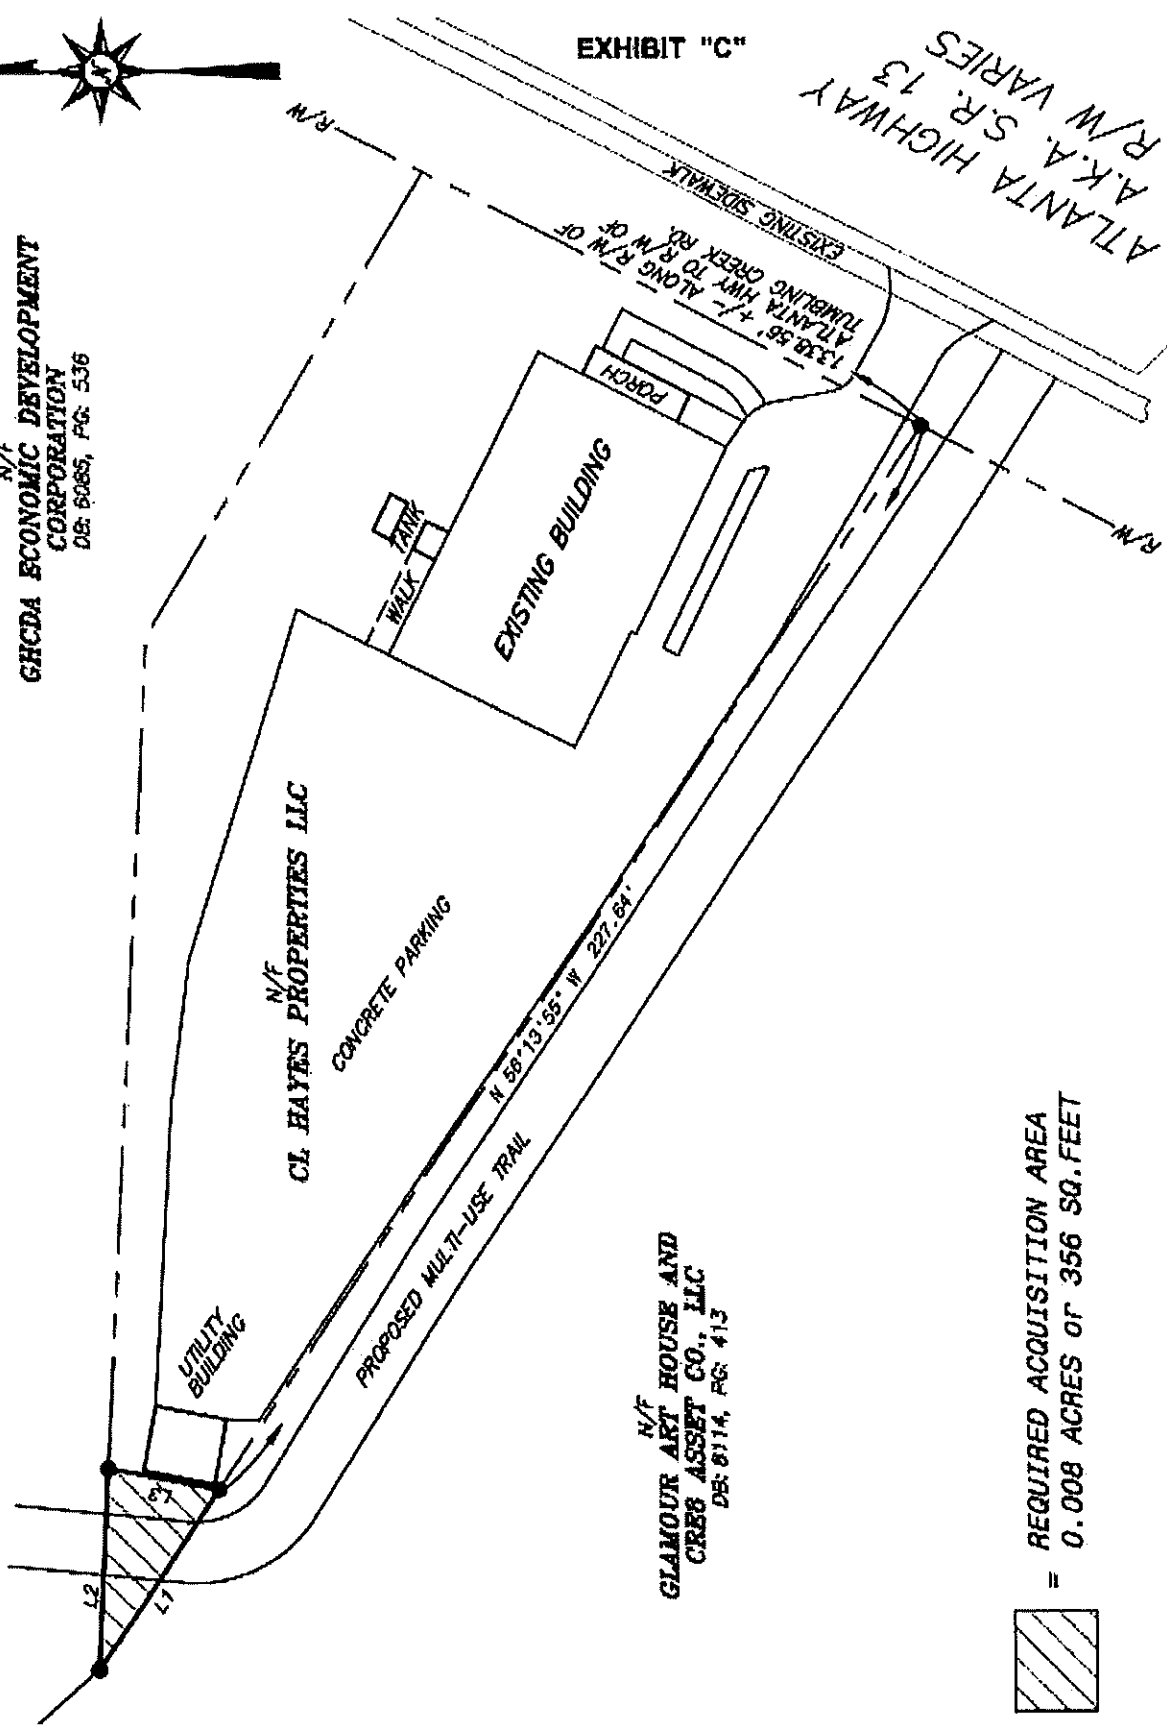 EXHIBIT "C"
N
ATLANTA HIGHWAY
A.K.A. S.R. 13
R/W VARIES
R/W
EXISTING SIDEWALK
1338.56' +/- ALONG R/W OF
ATLANTA HWY TO R/W OF
TUMBLING CREEK RD.
N/F
GHCDA ECONOMIC DEVELOPMENT
CORPORATION
DB: 6085, PG: 536
PORCH
TANK
WALK
EXISTING BUILDING
R/W
N/F
CL HAYES PROPERTIES LLC
CONCRETE PARKING
N 56°13'55" W 227.64'
PROPOSED MULTI-USE TRAIL
UTILITY
BUILDING
L3
L2
L1
N/F
GLAMOUR ART HOUSE AND
CRE8 ASSET CO., LLC
DB: 8114, PG: 413
= REQUIRED ACQUISITION AREA
0.008 ACRES or 356 SQ.FEET